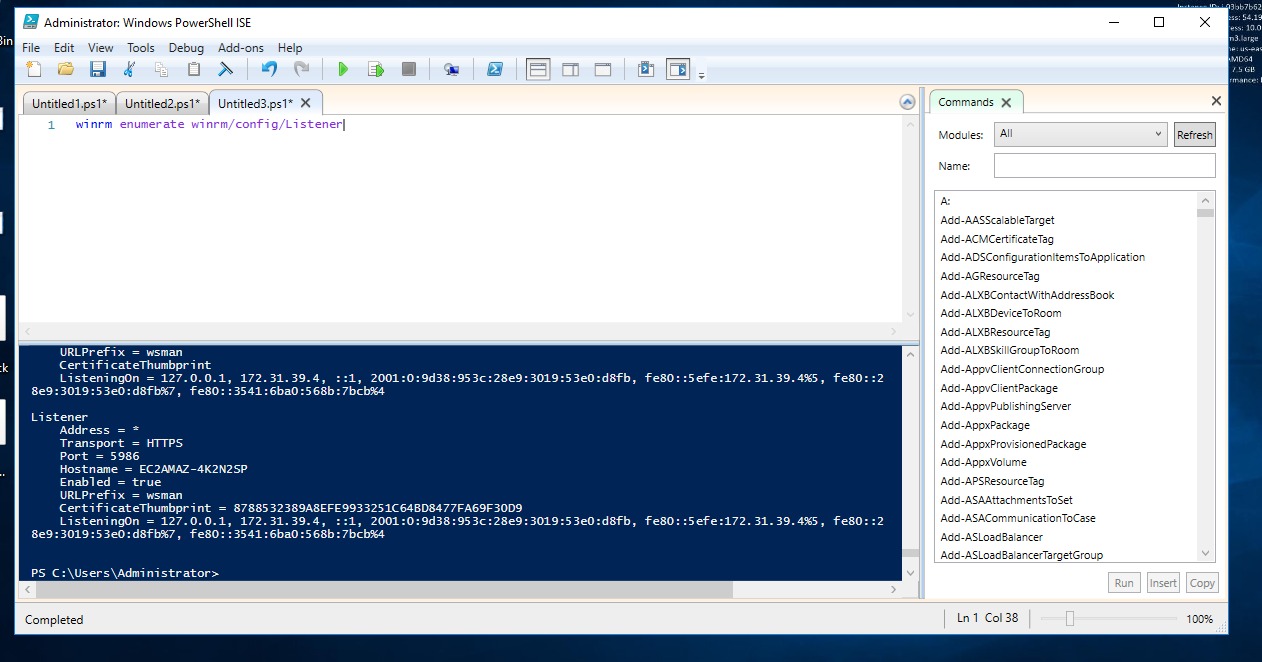 Administrator: Windows PowerShell ISE
File Edit View Tools Debug Add-ons Help
Untitled1.ps1* Untitled2.ps1* Untitled3.ps1*
1 winrm enumerate winrm/config/Listener
URLPrefix = wsman
CertificateThumbprint
ListeningOn = 127.0.0.1, 172.31.39.4, ::1, 2001:0:9d38:953c:28e9:3019:53e0:d8fb, fe80::5efe:172.31.39.4%5, fe80::2
8e9:3019:53e0:d8fb%7, fe80::3541:6ba0:568b:7bcb%4
Listener
Address = *
Transport = HTTPS
Port = 5986
Hostname = EC2AMAZ-4K2N2SP
Enabled = true
URLPrefix = wsman
CertificateThumbprint = 8788532389A8EFE9933251C64BD8477FA69F30D9
ListeningOn = 127.0.0.1, 172.31.39.4, ::1, 2001:0:9d38:953c:28e9:3019:53e0:d8fb, fe80::5efe:172.31.39.4%5, fe80::2
8e9:3019:53e0:d8fb%7, fe80::3541:6ba0:568b:7bcb%4
PS C:\Users\Administrator>
Commands
Modules: All Refresh
Name:
A:
Add-AASScalableTarget
Add-ACMCertificateTag
Add-ADSConfigurationItemsToApplication
Add-AGResourceTag
Add-ALXBContactWithAddressBook
Add-ALXBDeviceToRoom
Add-ALXBResourceTag
Add-ALXBSkillGroupToRoom
Add-AppvClientConnectionGroup
Add-AppvClientPackage
Add-AppvPublishingServer
Add-AppxPackage
Add-AppxProvisionedPackage
Add-AppxVolume
Add-APSResourceTag
Add-ASAAttachmentsToSet
Add-ASACommunicationToCase
Add-ASLoadBalancer
Add-ASLoadBalancerTargetGroup
Run Insert Copy
Completed
Ln 1 Col 38
100%